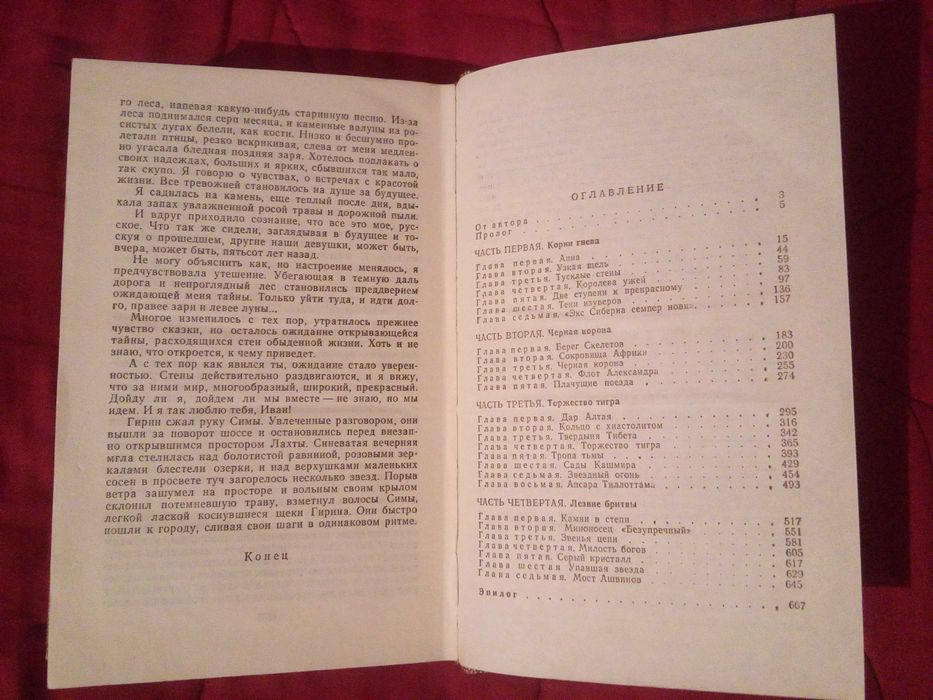 го леса, напевая какую-нибудь старинную песню. Из-за
леса поднимался серп месяца, и каменные валуны на ро-
систых лугах белели, как кости. Низко и бесшумно про-
летали птицы, резко вскрикивая, слева от меня медлен-
но угасала бледная поздняя заря. Хотелось поплакать о
своих надеждах, больших и ярких, сбывшихся так мало,
так скупо. Я говорю о чувствах, о встречах с красотой
жизни. Все тревожней становилось на душе за будущее.
Я садилась на камень, еще теплый после дня, вды-
хала запах увлажненной росой травы и дорожной пыли.
И вдруг приходило сознание, что все это мое, рус-
ское. Что так же сидели, заглядывая в будущее и то-
скуя о прошедшем, другие наши девушки, может быть,
вчера, может быть, пятьсот лет назад.
Не могу объяснить как, но настроение менялось, я
предчувствовала утешение. Убегающая в темную даль
дорога и непроглядный лес становились преддверием
ожидающей меня тайны. Только уйти туда, и идти дол-
го, правее зари и левее луны...
Многое изменилось с тех пор, утратилось прежнее
чувство сказки, но осталось ожидание открывающейся
тайны, расходящихся стен обыденной жизни. Хоть и не
знаю, что откроется, к чему приведет.
А с тех пор как явился ты, ожидание стало уверен-
ностью. Стены действительно раздвигаются, и я вижу,
что за ними мир, многообразный, широкий, прекрасный.
Дойду ли я, дойдем ли мы вместе — не знаю, но мы
идем. И я так люблю тебя, Иван!
Гирин сжал руку Симы. Увлеченные разговором, они
вышли за поворот шоссе и остановились перед внезап-
но открывшимся простором Лахты. Синеватая вечерняя
мгла стелилась над болотистой равниной, розовыми зер-
калами блестели озерки, и над верхушками маленьких
сосен в просвете туч загорелось несколько звезд. Порыв
ветра зашумел на просторе и вольным своим крылом
склонил потемневшую траву, взметнул волосы Симы,
легкой лаской коснувшиеся щеки Гирина. Они быстро
пошли к городу, сливая свои шаги в одинаковом ритме.
Конец
ОГЛАВЛЕНИЕ
От автора 3
Пролог 5
ЧАСТЬ ПЕРВАЯ. Корни гнева
Глава первая. Анна 15
Глава вторая. Узкая щель 44
Глава третья. Тусклые стены 59
Глава четвертая. Королева ужей 83
Глава пятая. Две ступени к прекрасному 97
Глава шестая. Тени изуверов 136
Глава седьмая. «Экс Сибериа семпер нови» 157
ЧАСТЬ ВТОРАЯ. Черная корона
Глава первая. Берег Скелетов 183
Глава вторая. Сокровища Африки 200
Глава третья. Черная корона 230
Глава четвертая. Флот Александра 255
Глава пятая. Плачущие поезда 274
ЧАСТЬ ТРЕТЬЯ. Торжество тигра
Глава первая. Дар Алтая 295
Глава вторая. Кольцо с хиастолитом 316
Глава третья. Твердыня Тибета 342
Глава четвертая. Торжество тигра 365
Глава пятая. Тропа тьмы 393
Глава шестая. Сады Кашмира 429
Глава седьмая. Звездный огонь 454
Глава восьмая. Апсара Тиллоттама 493
ЧАСТЬ ЧЕТВЕРТАЯ. Лезвие бритвы
Глава первая. Камни в степи 517
Глава вторая. Миноносец «Безупречный» 551
Глава третья. Звенья цепи 581
Глава четвертая. Милость богов 605
Глава пятая. Серый кристалл 617
Глава шестая Упавшая звезда 629
Глава седьмая. Мост Ашвинов 645
Эпилог 667